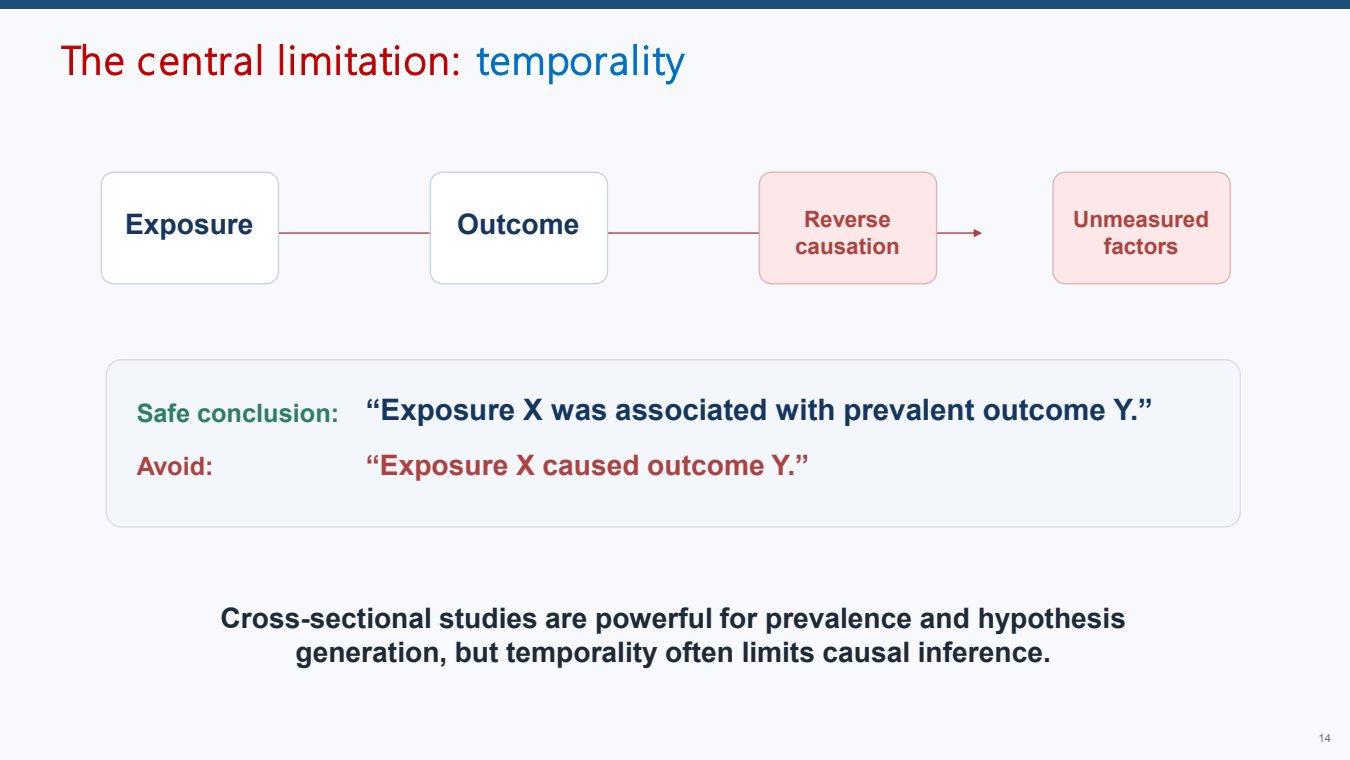 The central limitation: temporality
Exposure
Outcome
Reverse
causation
Unmeasured
factors
Safe conclusion: “Exposure X was associated with prevalent outcome Y.”
Avoid: “Exposure X caused outcome Y.”
Cross-sectional studies are powerful for prevalence and hypothesis
generation, but temporality often limits causal inference.
14